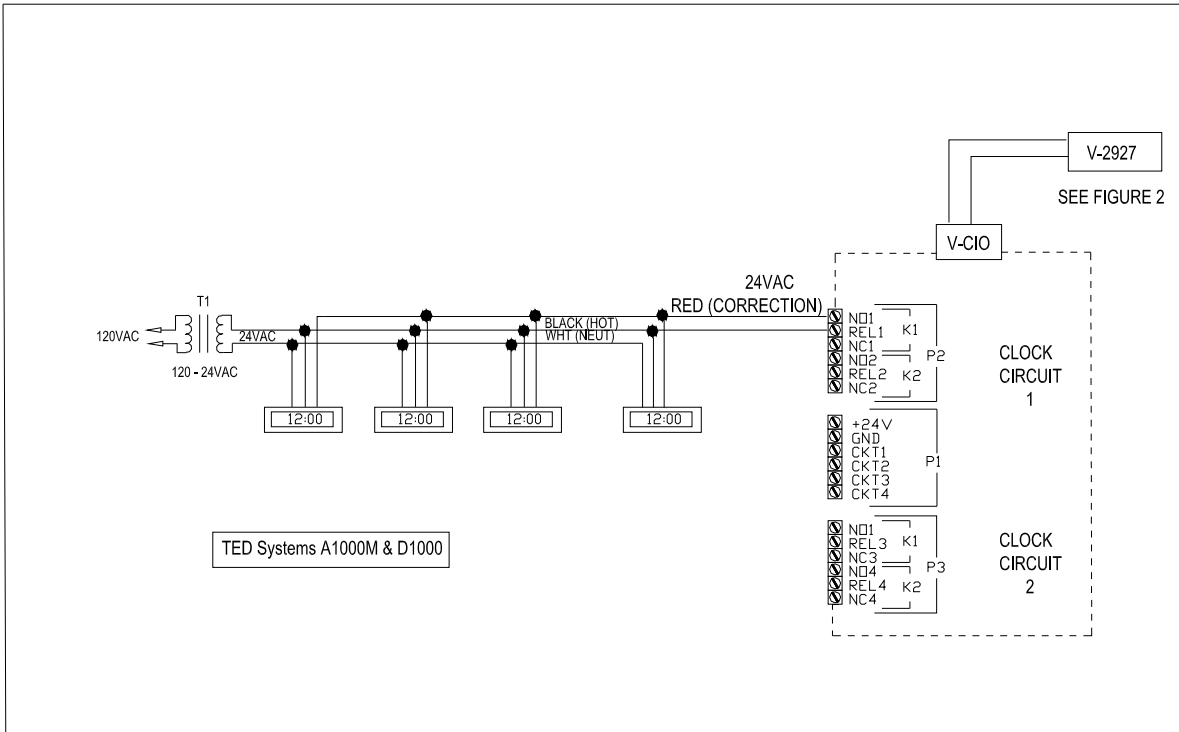 V-2927
SEE FIGURE 2
V-CIO
24VAC
RED (CORRECTION)
T1
120VAC
24VAC
120 - 24VAC
BLACK (HOT)
WHT (NEUT)
12:00
12:00
12:00
12:00
NO1
REL1
NC1
NO2
REL2
NC2
K1
K2
P2
CLOCK
CIRCUIT
1
+24V
GND
CKT1
CKT2
CKT3
CKT4
P1
TED Systems A1000M & D1000
NO1
REL3
NC3
NO4
REL4
NC4
K1
K2
P3
CLOCK
CIRCUIT
2